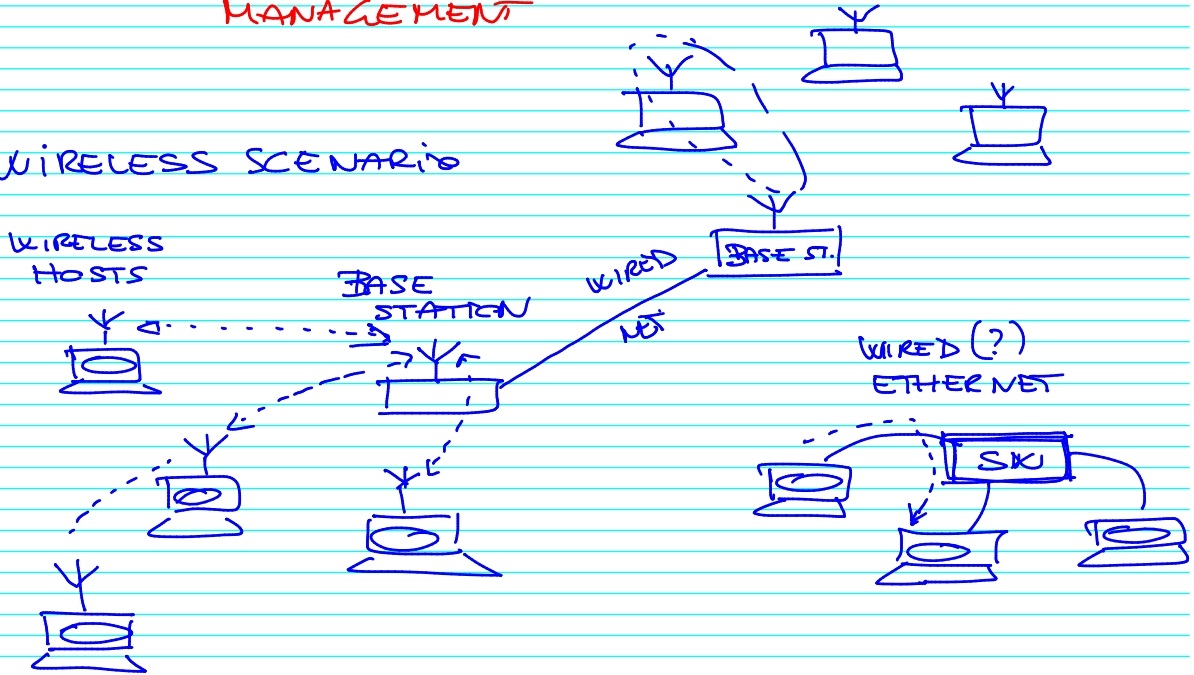 MANAGEMENT
WIRELESS SCENARIO
WIRELESS
HOSTS
BASE
STATION
WIRED
NET
BASE ST.
WIRED (?)
ETHERNET
SW